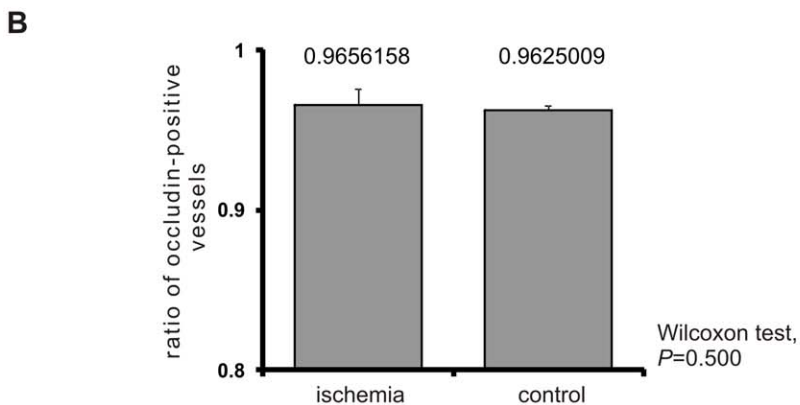 B
1
0.9656158 0.9625009
ratio of occludin-positive
vessels
0.9
0.8
Wilcoxon test,
P=0.500
ischemia control